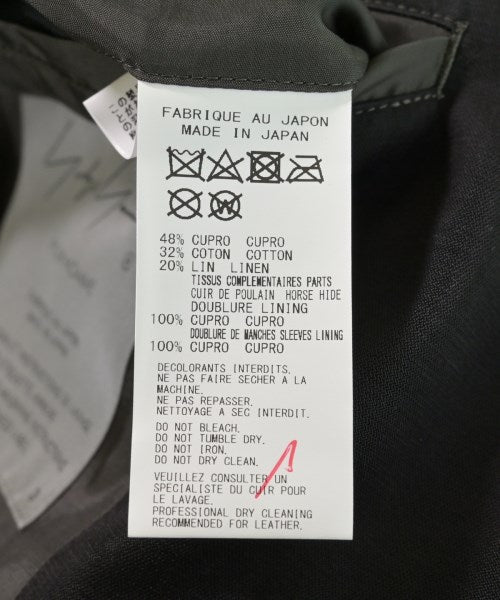 FABRIQUE AU JAPON
MADE IN JAPAN
W
48% CUPRO CUPRO
32% COTON COTTON
20% LIN LINEN
TISSUS COMPLEMENTAIRES PARTS
CUIR DE POULAIN HORSE HIDE
DOUBLURE LINING
100% CUPRO CUPRO
DOUBLURE DE MANCHES SLEEVES LINING
100% CUPRO CUPRO
DECOLORANTS INTERDITS.
NE PAS FAIRE SECHER A LA
MACHINE.
NE PAS REPASSER.
NETTOYAGE A SEC INTERDIT.
DO NOT BLEACH.
DO NOT TUMBLE DRY.
DO NOT IRON.
DO NOT DRY CLEAN.
VEUILLEZ CONSULTER UN
SPECIALISTE DU CUIR POUR
LE LAVAGE.
PROFESSIONAL DRY CLEANING
RECOMMENDED FOR LEATHER.